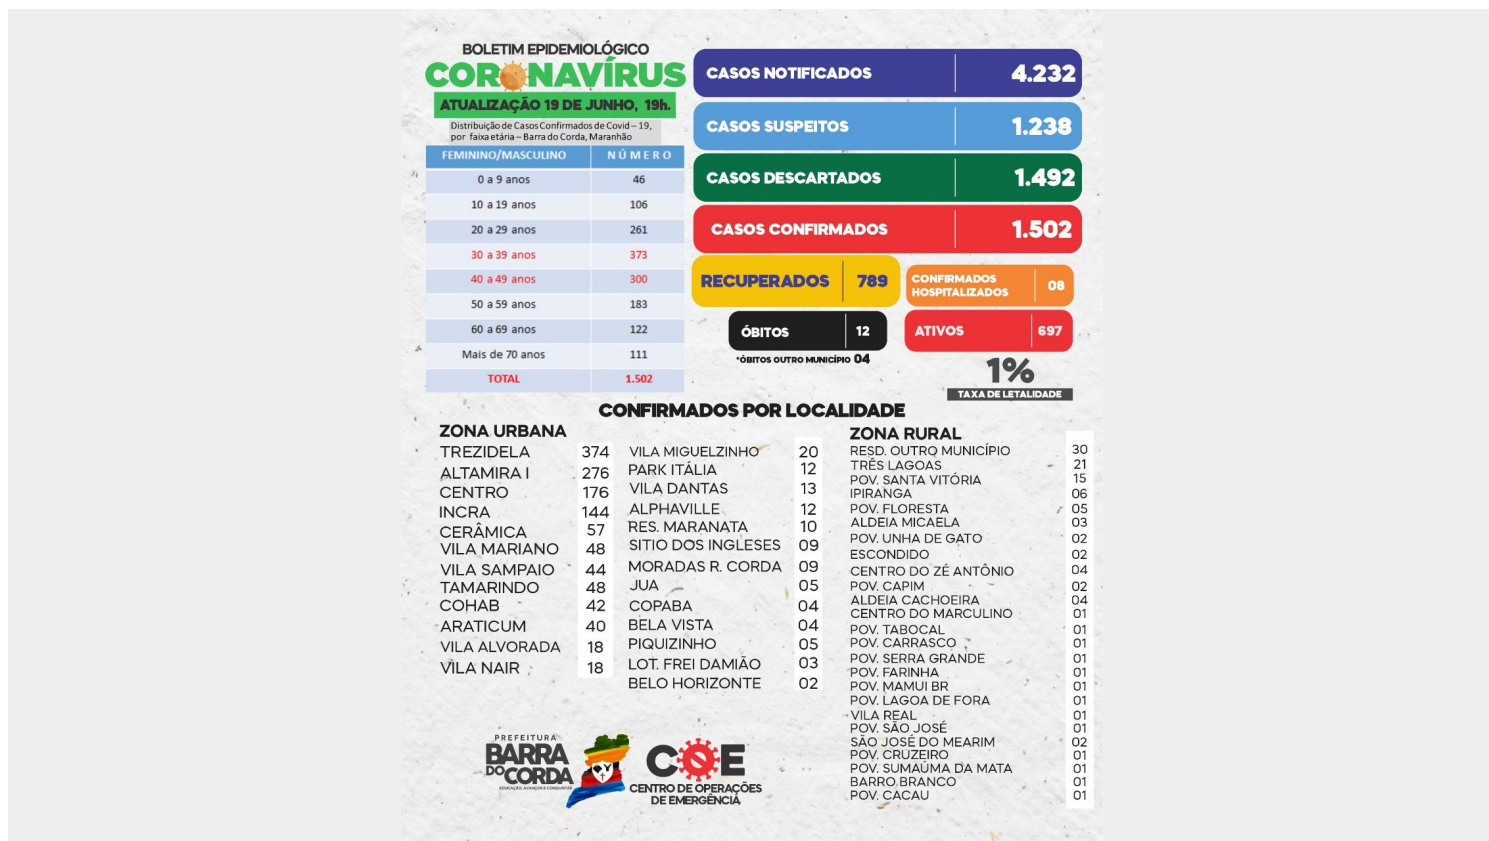 BOLETIM EPIDEMIOLÓGICO
CORONAVÍRUS
ATUALIZAÇÃO 19 DE JUNHO, 19h.
Distribuição de Casos Confirmados de Covid – 19,
por faixa etária – Barra do Corda, Maranhão
FEMININO/MASCULINO NÚMERO
0 a 9 anos 46
10 a 19 anos 106
20 a 29 anos 261
30 a 39 anos 373
40 a 49 anos 300
50 a 59 anos 183
60 a 69 anos 122
Mais de 70 anos 111
TOTAL 1.502
CASOS NOTIFICADOS 4.232
CASOS SUSPEITOS 1.238
CASOS DESCARTADOS 1.492
CASOS CONFIRMADOS 1.502
RECUPERADOS 789
CONFIRMADOS
HOSPITALIZADOS 08
ÓBITOS 12
*ÓBITOS OUTRO MUNICÍPIO 04
ATIVOS 697
1%
TAXA DE LETALIDADE
CONFIRMADOS POR LOCALIDADE
ZONA URBANA
TREZIDELA 374
ALTAMIRA I 276
CENTRO 176
INCRA 144
CERÂMICA 57
VILA MARIANO 48
VILA SAMPAIO 44
TAMARINDO 48
COHAB 42
ARATICUM 40
VILA ALVORADA 18
VILA NAIR 18
VILA MIGUELZINHO 20
PARK ITÁLIA 12
VILA DANTAS 13
ALPHAVILLE 12
RES. MARANATA 10
SITIO DOS INGLESES 09
MORADAS R. CORDA 09
JUA 05
COPABA 04
BELA VISTA 04
PIQUIZINHO 05
LOT. FREI DAMIÃO 03
BELO HORIZONTE 02
ZONA RURAL
RESD. OUTRO MUNICÍPIO 30
TRÊS LAGOAS 21
POV. SANTA VITÓRIA 15
IPIRANGA 06
POV. FLORESTA 05
ALDEIA MICAELA 03
POV. UNHA DE GATO 02
ESCONDIDO 02
CENTRO DO ZÉ ANTÔNIO 04
POV. CAPIM 02
ALDEIA CACHOEIRA 04
CENTRO DO MARCULINO 01
POV. TABOCAL 01
POV. CARRASCO 01
POV. SERRA GRANDE 01
POV. FARINHA 01
POV. MAMUI BR 01
POV. LAGOA DE FORA 01
VILA REAL 01
POV. SÃO JOSÉ 01
SÃO JOSÉ DO MEARIM 02
POV. CRUZEIRO 01
POV. SUMAÚMA DA MATA 01
BARRO BRANCO 01
POV. CACAU 01
PREFEITURA
BARRA
DO CORDA
EDUCAÇÃO, AVANÇOS E CONQUISTAS
COE
CENTRO DE OPERAÇÕES
DE EMERGÊNCIA